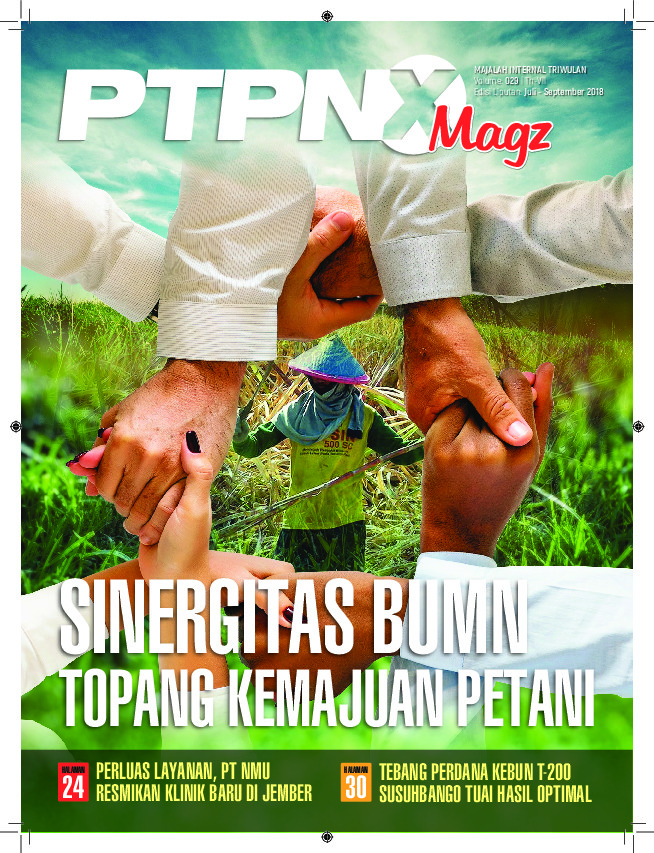 PTPNX
Magz
MAJALAH INTERNAL TRIWULAN
Volume: 029 | Th-VII
Edisi Liputan: Juli - September 2018
SINERGITAS BUMN
TOPANG KEMAJUAN PETANI
HALAMAN
24
PERLUAS LAYANAN, PT NMU
RESMIKAN KLINIK BARU DI JEMBER
HALAMAN
30
TEBANG PERDANA KEBUN T-200
SUSUHBANGO TUAI HASIL OPTIMAL